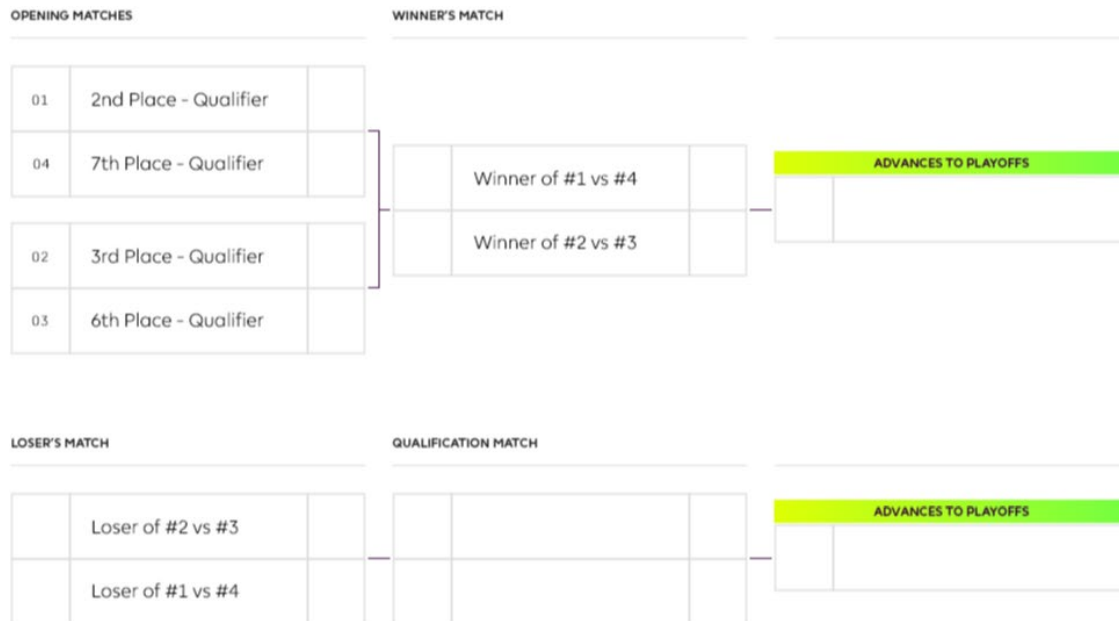 OPENING MATCHES
01 2nd Place - Qualifier
04 7th Place - Qualifier
02 3rd Place - Qualifier
03 6th Place - Qualifier
WINNER'S MATCH
Winner of #1 vs #4
Winner of #2 vs #3
ADVANCES TO PLAYOFFS
LOSER'S MATCH
Loser of #2 vs #3
Loser of #1 vs #4
QUALIFICATION MATCH
ADVANCES TO PLAYOFFS